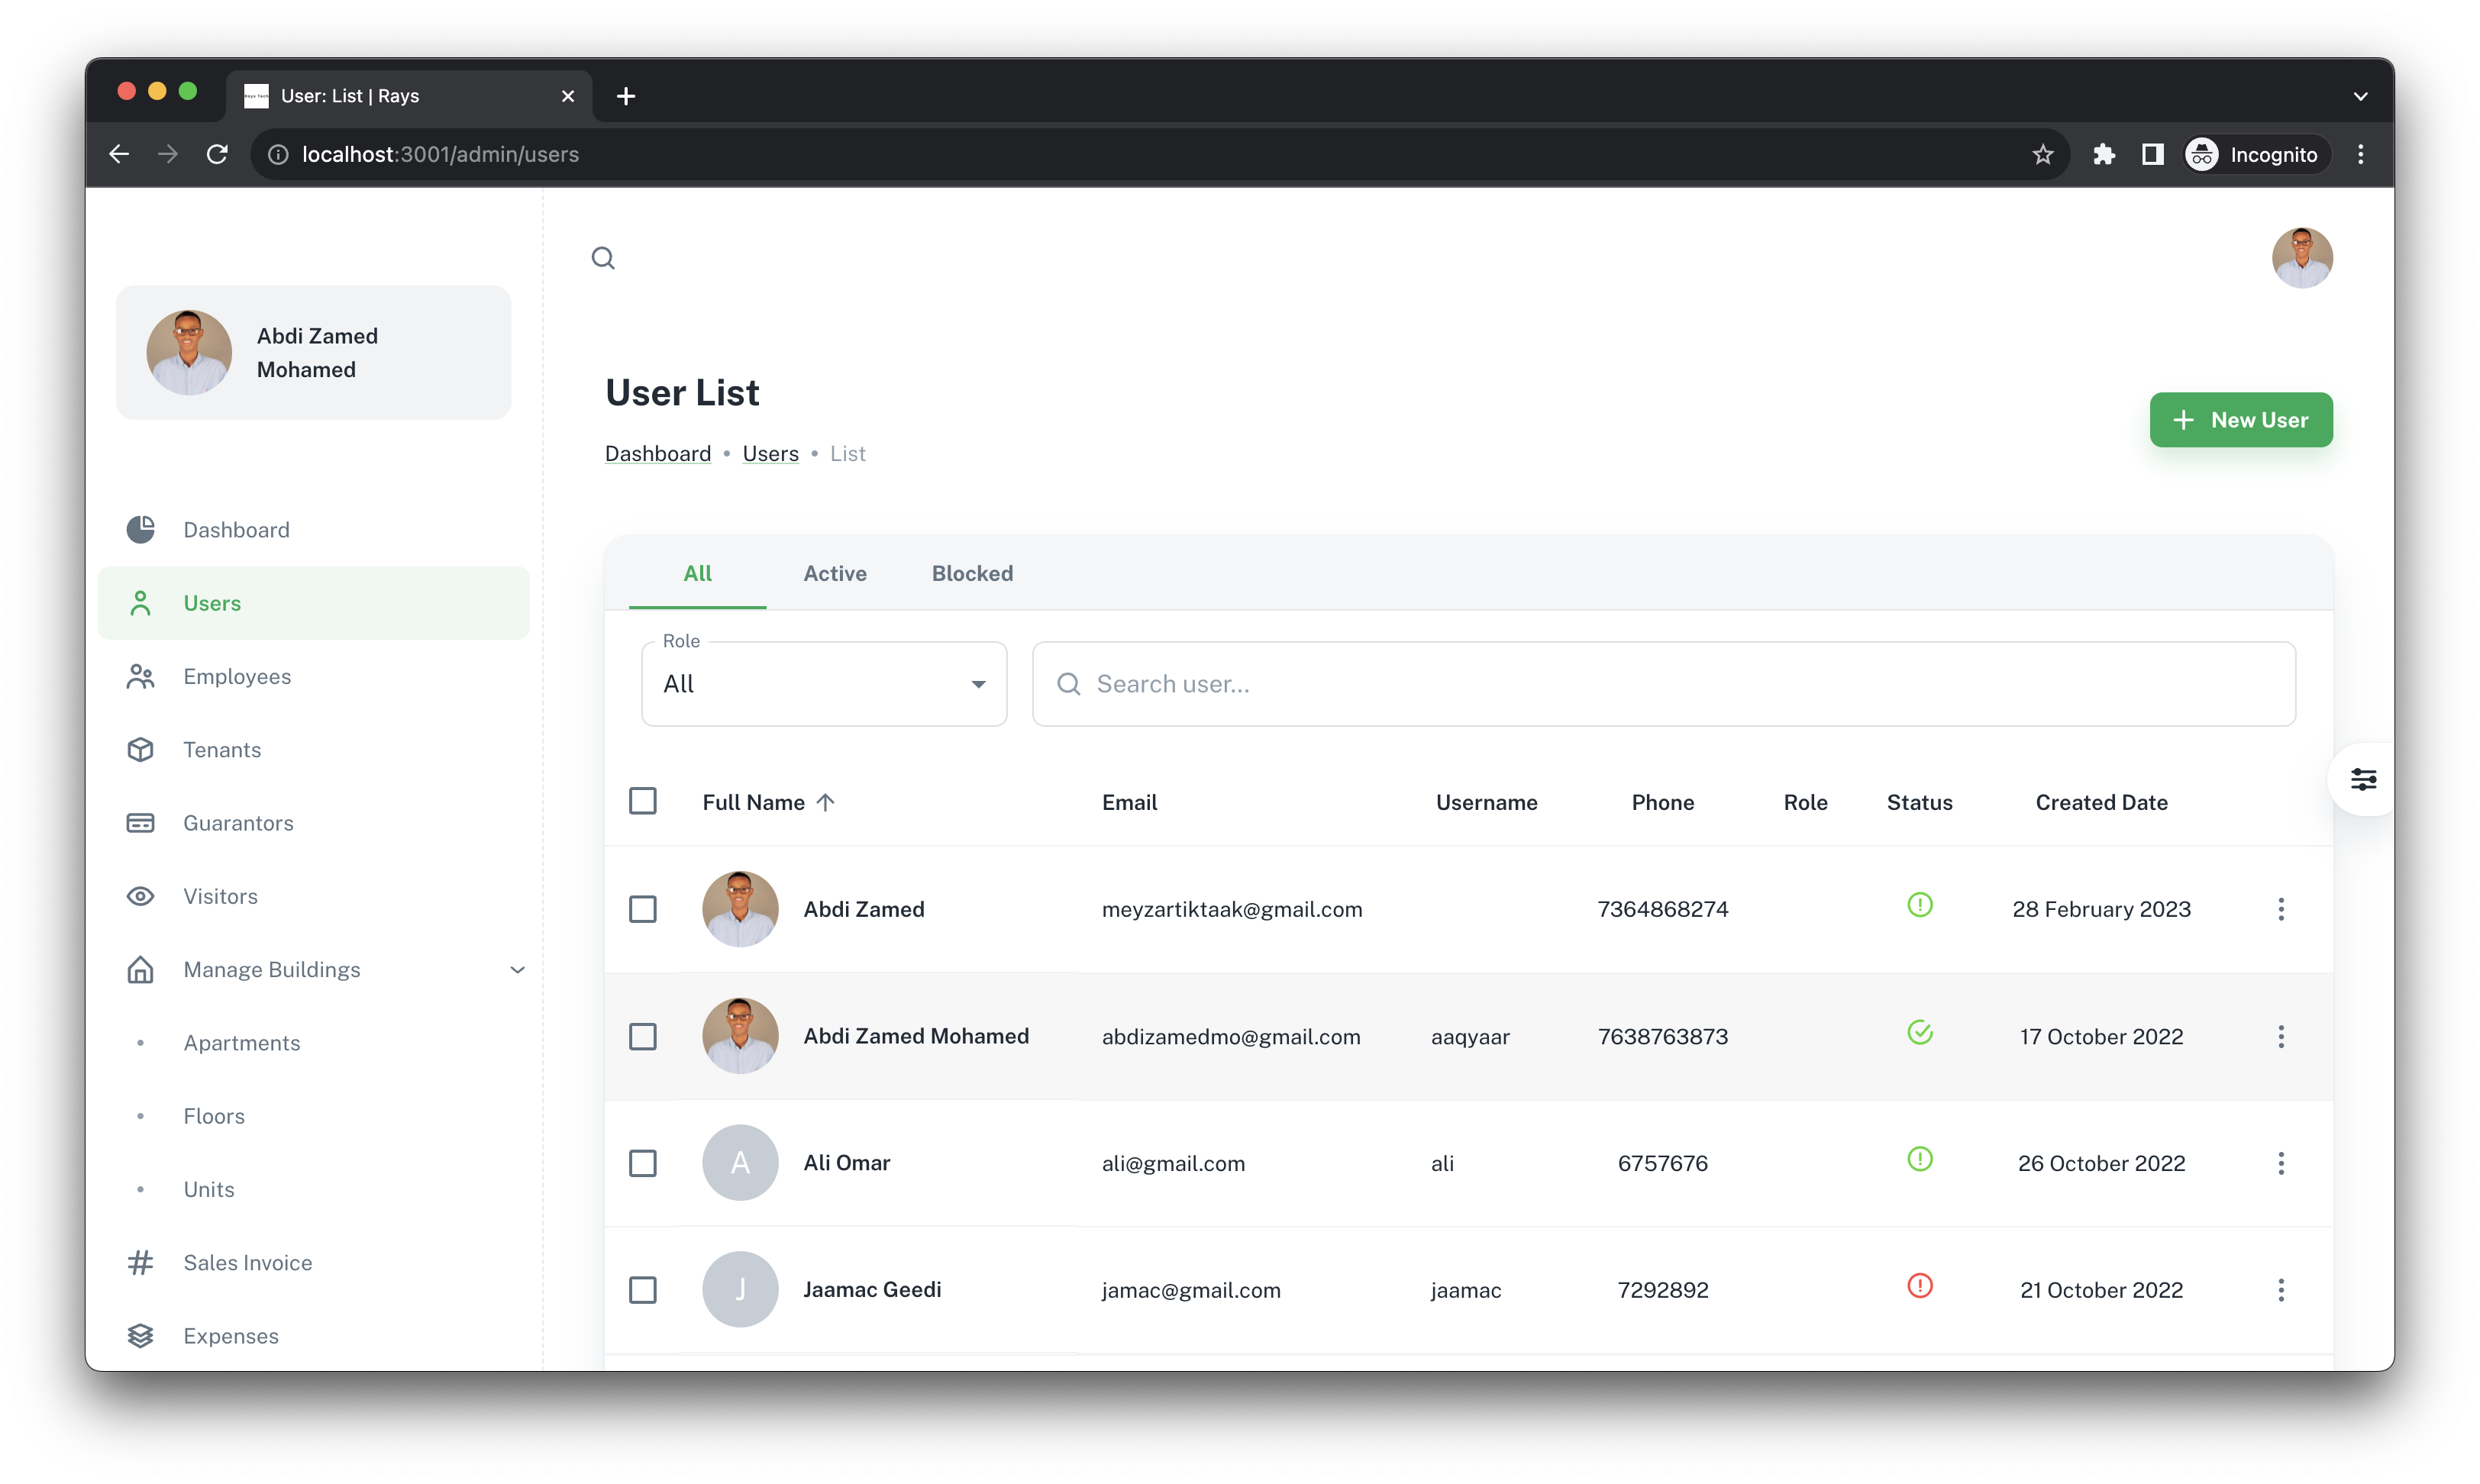 User: List | Rays
localhost:3001/admin/users
Incognito
Abdi Zamed
Mohamed
User List
New User
Dashboard • Users • List
Dashboard
Users
Employees
Tenants
Guarantors
Visitors
Manage Buildings
Apartments
Floors
Units
Sales Invoice
Expenses
All Active Blocked
Role
All
Search user...
Full Name Email Username Phone Role Status Created Date
Abdi Zamed meyzartiktaak@gmail.com 7364868274 28 February 2023
Abdi Zamed Mohamed abdizamedmo@gmail.com aaqyaar 7638763873 17 October 2022
A Ali Omar ali@gmail.com ali 6757676 26 October 2022
J Jaamac Geedi jamac@gmail.com jaamac 7292892 21 October 2022